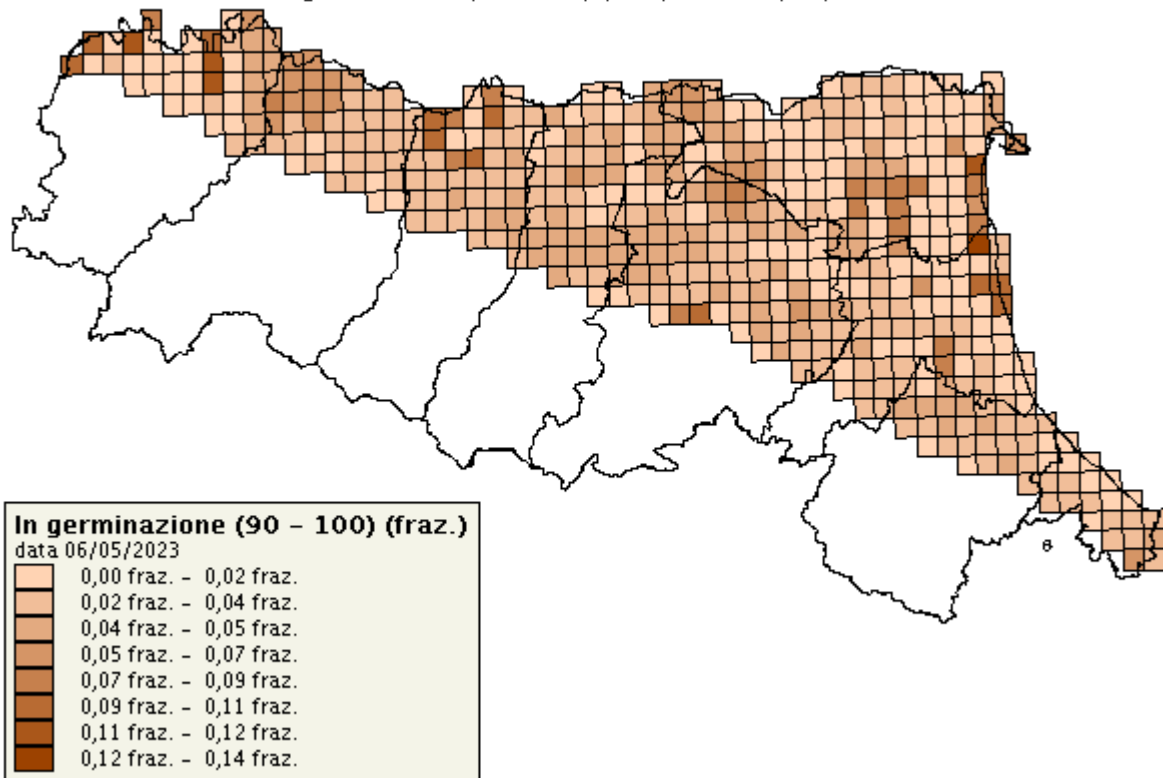 In germinazione (90 – 100) (fraz.)
data 06/05/2023
0,00 fraz. – 0,02 fraz.
0,02 fraz. – 0,04 fraz.
0,04 fraz. – 0,05 fraz.
0,05 fraz. – 0,07 fraz.
0,07 fraz. – 0,09 fraz.
0,09 fraz. – 0,11 fraz.
0,11 fraz. – 0,12 fraz.
0,12 fraz. – 0,14 fraz.